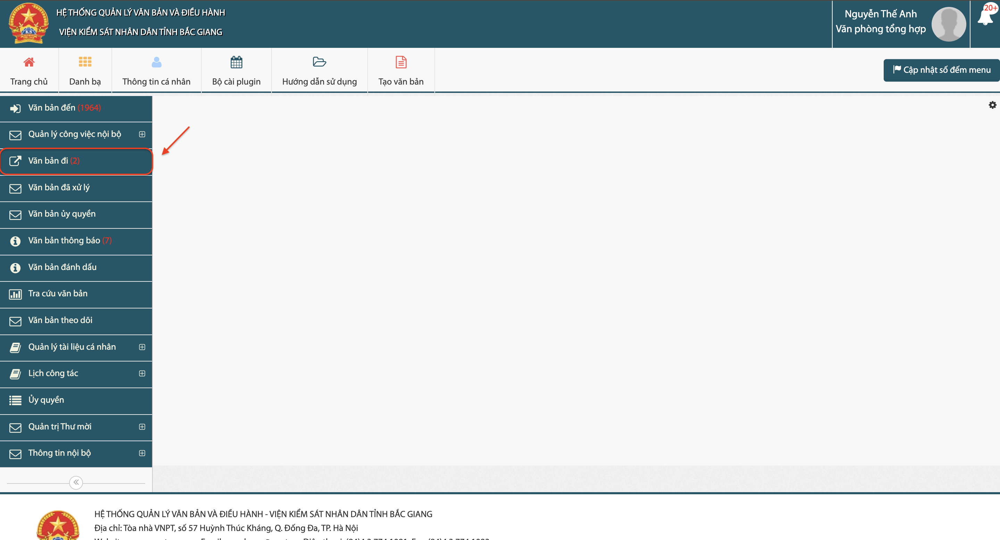 HỆ THỐNG QUẢN LÝ VĂN BẢN VÀ ĐIỀU HÀNH
VIỆN KIỂM SÁT NHÂN DÂN TỈNH BẮC GIANG
Nguyễn Thế Anh
Văn phòng tổng hợp
20+
Trang chủ
Danh bạ
Thông tin cá nhân
Bộ cài plugin
Hướng dẫn sử dụng
Tạo văn bản
Cập nhật số đếm menu
Văn bản đến (1964)
Quản lý công việc nội bộ
Văn bản đi (2)
Văn bản đã xử lý
Văn bản ủy quyền
Văn bản thông báo (7)
Văn bản đánh dấu
Tra cứu văn bản
Văn bản theo dõi
Quản lý tài liệu cá nhân
Lịch công tác
Ủy quyền
Quản trị Thư mời
Thông tin nội bộ
HỆ THỐNG QUẢN LÝ VĂN BẢN VÀ ĐIỀU HÀNH - VIỆN KIỂM SÁT NHÂN DÂN TỈNH BẮC GIANG
Địa chỉ: Tòa nhà VNPT, số 57 Huỳnh Thúc Kháng, Q. Đống Đa, TP. Hà Nội